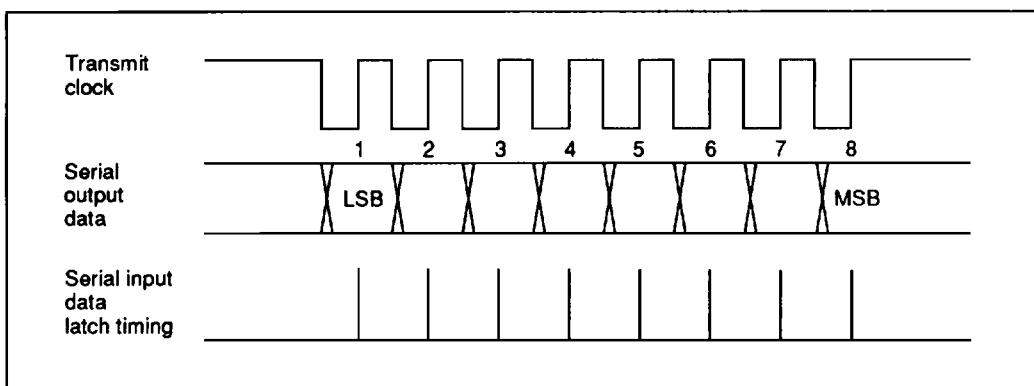 Transmit
clock
1 2 3 4 5 6 7 8
Serial
output
data
LSB MSB
Serial input
data
latch timing